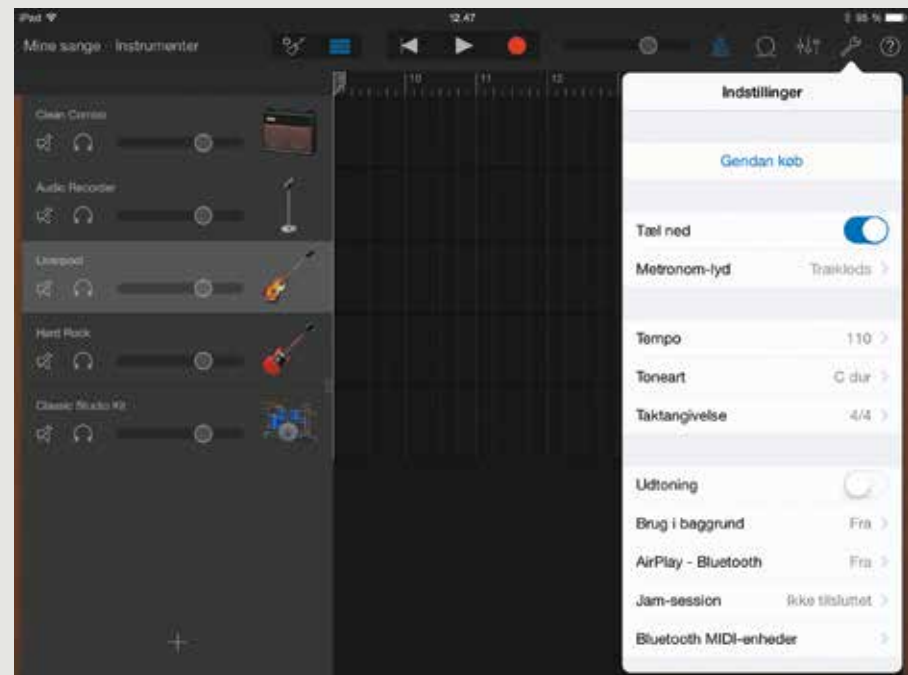 iPad 12.47 95 %
Mine sange Instrumenter
10 11 12
Indstillinger
Gendan køb
Clean Combo
Audio Recorder
Tæl ned
Liverpool
Metronom-lyd Træklods
Hard Rock
Tempo 110
Toneart C dur
Classic Studio Kit
Taktangivelse 4/4
Udtoning
Brug i baggrund Fra
AirPlay - Bluetooth Fra
Jam-session Ikke tilsluttet
Bluetooth MIDI-enheder